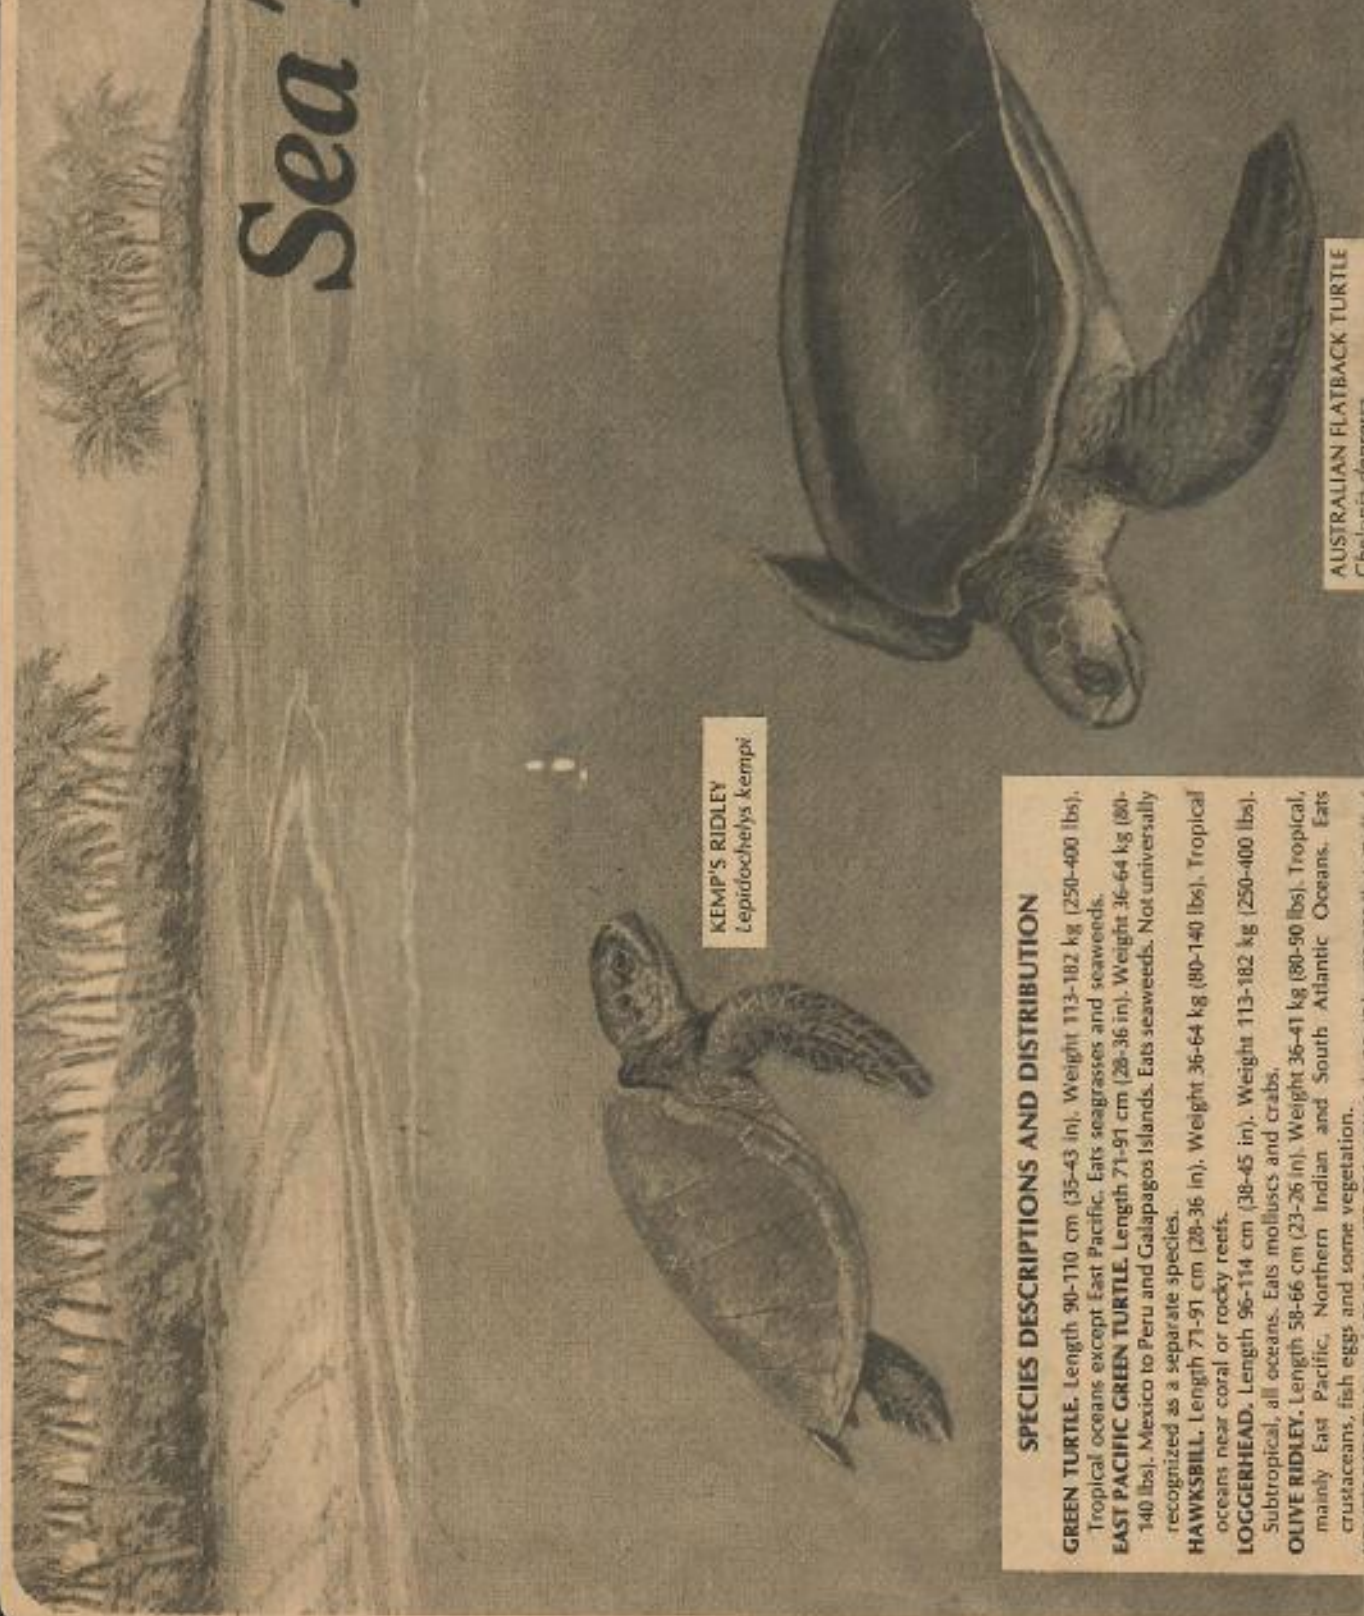 Sea
KEMP'S RIDLEY
Lepidochelys kempi
AUSTRALIAN FLATBACK TURTLE
SPECIES DESCRIPTIONS AND DISTRIBUTION
GREEN TURTLE. Length 90-110 cm (35-43 in). Weight 113-182 kg (250-400 lbs).
Tropical oceans except East Pacific. Eats seagrasses and seaweeds.
EAST PACIFIC GREEN TURTLE. Length 71-91 cm (28-36 in). Weight 36-64 kg (80-
140 lbs). Mexico to Peru and Galapagos Islands. Eats seaweeds. Not universally
recognized as a separate species.
HAWKSBILL. Length 71-91 cm (28-36 in). Weight 36-64 kg (80-140 lbs). Tropical
oceans near coral or rocky reefs.
LOGGERHEAD. Length 96-114 cm (38-45 in). Weight 113-182 kg (250-400 lbs).
Subtropical, all oceans. Eats molluscs and crabs.
OLIVE RIDLEY. Length 58-66 cm (23-26 in). Weight 36-41 kg (80-90 lbs). Tropical,
mainly East Pacific, Northern Indian and South Atlantic Oceans. Eats
crustaceans, fish eggs and some vegetation.